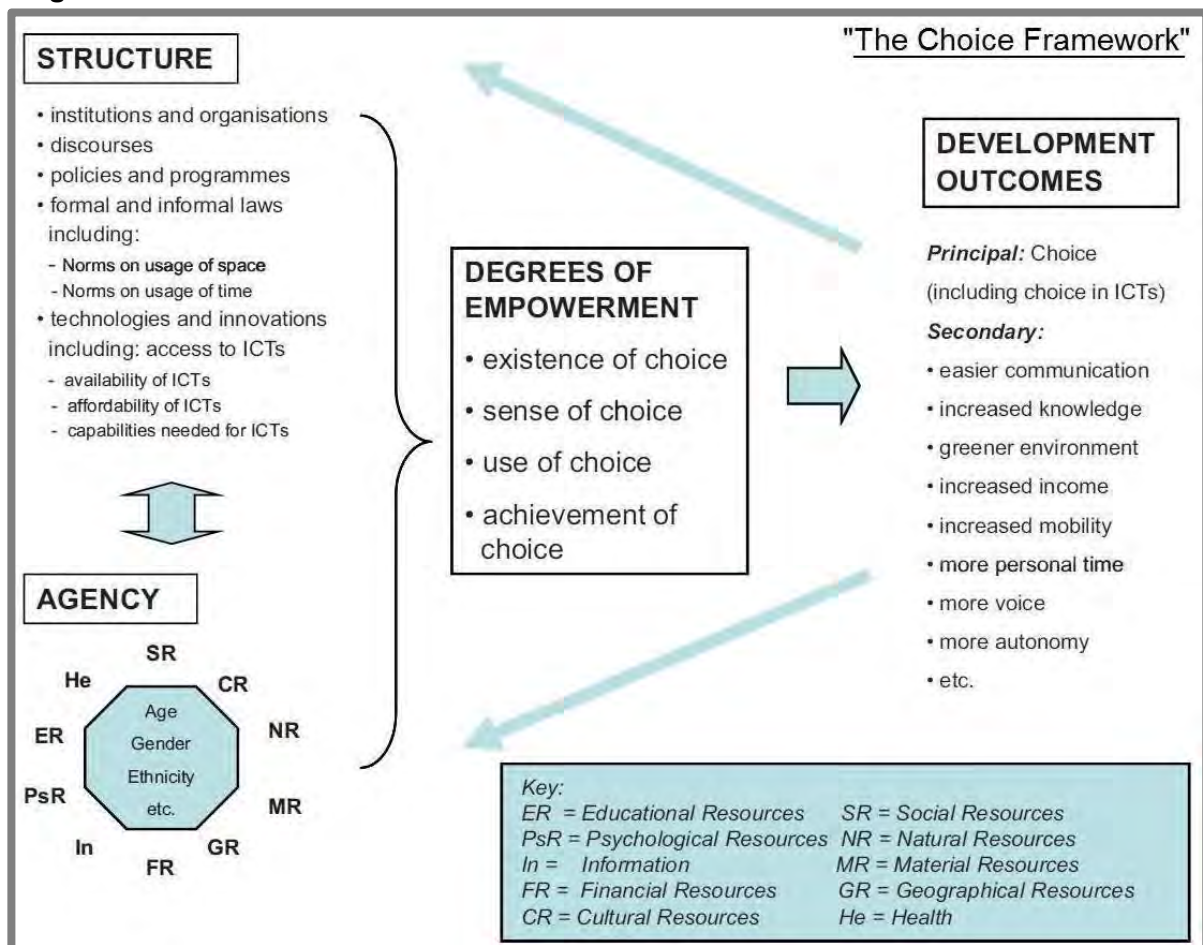 "The Choice Framework"
STRUCTURE
• institutions and organisations
• discourses
• policies and programmes
• formal and informal laws
including:
- Norms on usage of space
- Norms on usage of time
• technologies and innovations
including: access to ICTs
- availability of ICTs
- affordability of ICTs
- capabilities needed for ICTs
AGENCY
SR
He
CR
ER
NR
PsR
MR
In
GR
FR
Age
Gender
Ethnicity
etc.
DEGREES OF
EMPOWERMENT
• existence of choice
• sense of choice
• use of choice
• achievement of
choice
DEVELOPMENT
OUTCOMES
Principal: Choice
(including choice in ICTs)
Secondary:
• easier communication
• increased knowledge
• greener environment
• increased income
• increased mobility
• more personal time
• more voice
• more autonomy
• etc.
Key:
ER = Educational Resources
PsR = Psychological Resources
In = Information
FR = Financial Resources
CR = Cultural Resources
SR = Social Resources
NR = Natural Resources
MR = Material Resources
GR = Geographical Resources
He = Health